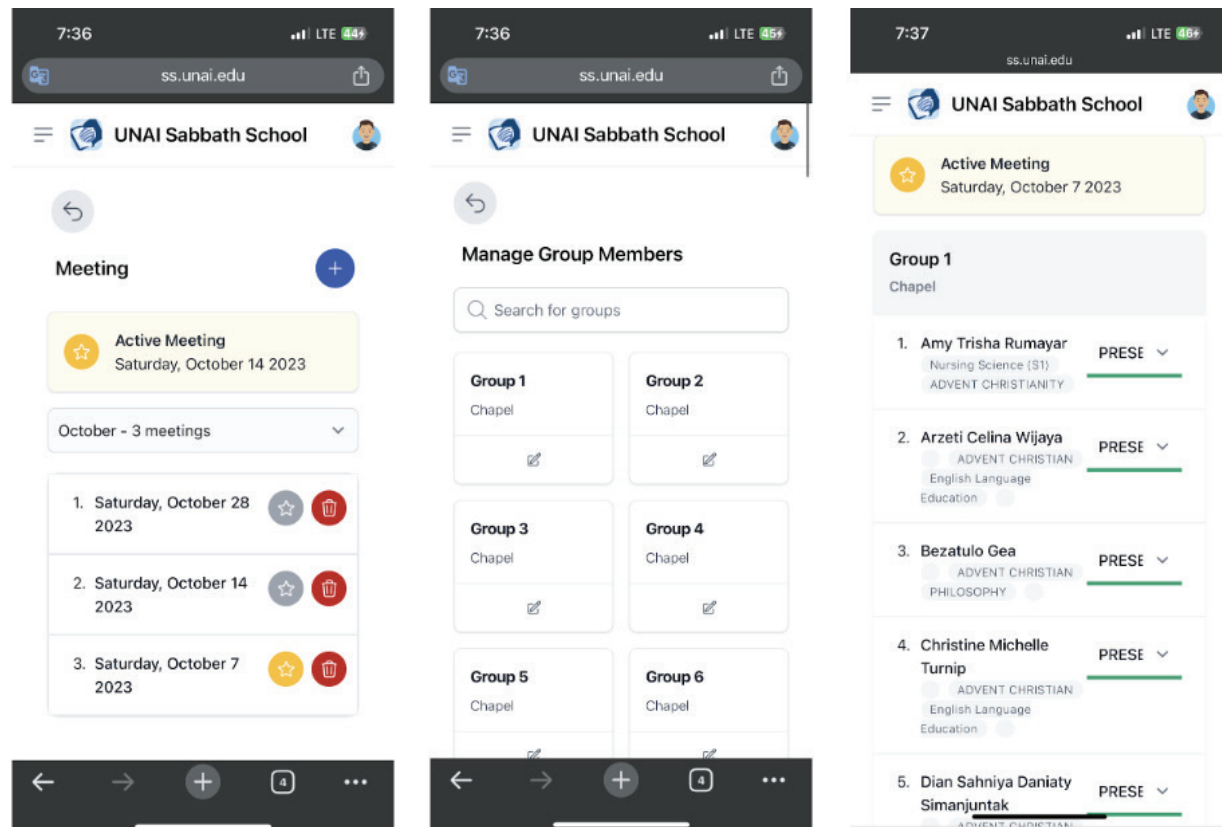 7:36
LTE 44
ss.unai.edu
UNAI Sabbath School
Meeting
Active Meeting
Saturday, October 14 2023
October - 3 meetings
1. Saturday, October 28
2023
2. Saturday, October 14
2023
3. Saturday, October 7
2023
4
7:36
LTE 45
ss.unai.edu
UNAI Sabbath School
Manage Group Members
Search for groups
Group 1
Chapel
Group 2
Chapel
Group 3
Chapel
Group 4
Chapel
Group 5
Chapel
Group 6
Chapel
4
7:37
LTE 46
ss.unai.edu
UNAI Sabbath School
Active Meeting
Saturday, October 7 2023
Group 1
Chapel
1. Amy Trisha Rumayar
PRESE
Nursing Science (S1)
ADVENT CHRISTIANITY
2. Arzeti Celina Wijaya
PRESE
ADVENT CHRISTIAN
English Language
Education
3. Bezatulo Gea
PRESE
ADVENT CHRISTIAN
PHILOSOPHY
4. Christine Michelle
Turnip
PRESE
ADVENT CHRISTIAN
English Language
Education
5. Dian Sahniya Daniaty
Simanjuntak
PRESE
ADVENT CHRISTIAN